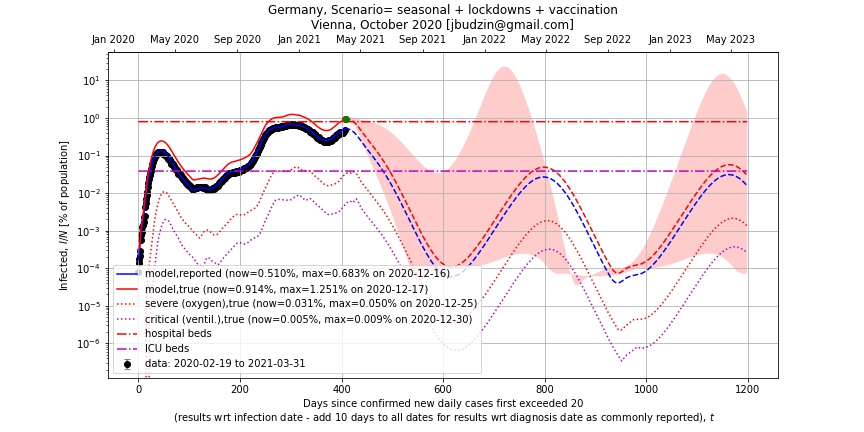 Germany, Scenario= seasonal + lockdowns + vaccination
Vienna, October 2020 [jbudzin@gmail.com]
Jan 2020 May 2020 Sep 2020 Jan 2021 May 2021 Sep 2021 Jan 2022 May 2022 Sep 2022 Jan 2023 May 2023
Infected, I/N [% of population]
10¹
10⁰
10⁻¹
10⁻²
10⁻³
10⁻⁴
10⁻⁵
10⁻⁶
model,reported (now=0.510%, max=0.683% on 2020-12-16)
model,true (now=0.914%, max=1.251% on 2020-12-17)
severe (oxygen),true (now=0.031%, max=0.050% on 2020-12-25)
critical (ventil.),true (now=0.005%, max=0.009% on 2020-12-30)
hospital beds
ICU beds
data: 2020-02-19 to 2021-03-31
0 200 400 600 800 1000 1200
Days since confirmed new daily cases first exceeded 20
(results wrt infection date - add 10 days to all dates for results wrt diagnosis date as commonly reported), t